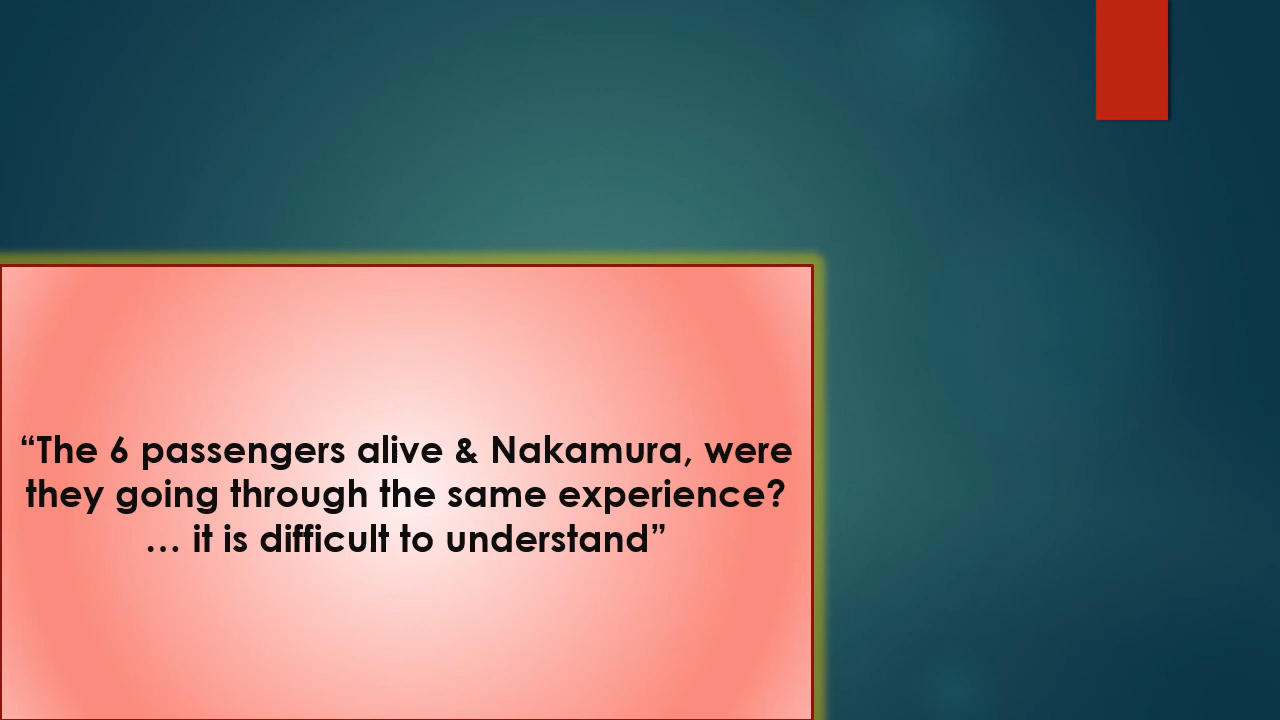 “The 6 passengers alive & Nakamura, were
they going through the same experience?
… it is difficult to understand”